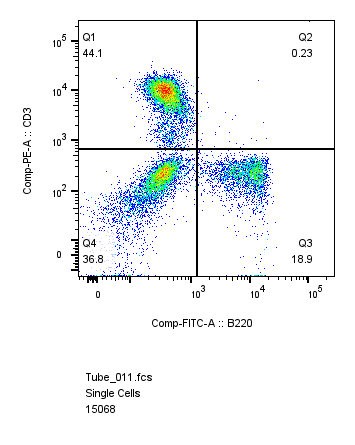 Q1
44.1
Q2
0.23
10^5
10^4
10^3
10^2
0
Comp-PE-A :: CD3
Q4
36.8
Q3
18.9
0
10^3
10^4
10^5
Comp-FITC-A :: B220
Tube_011.fcs
Single Cells
15068